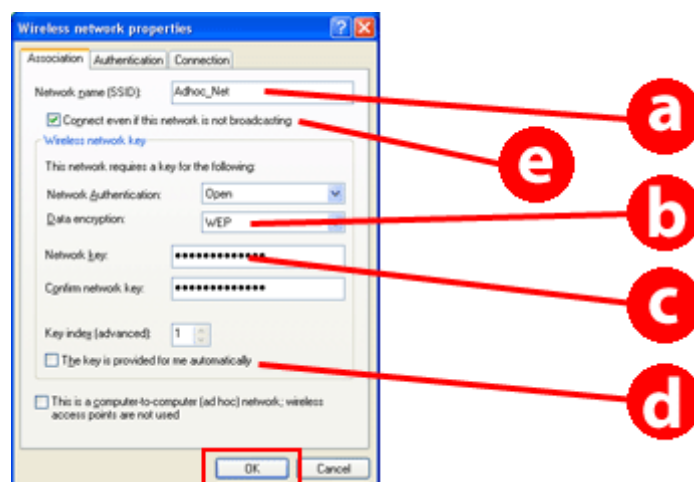 Wireless network properties
Association Authentication Connection
Network name (SSID): Adhoc_Net
a
Connect even if this network is not broadcasting
e
Wireless network key
This network requires a key for the following:
Network Authentication: Open
Data encryption: WEP
b
Network key: •••••••••••••
c
Confirm network key: •••••••••••••
Key index (advanced): 1
The key is provided for me automatically
d
This is a computer-to-computer (ad hoc) network; wireless
access points are not used
OK Cancel